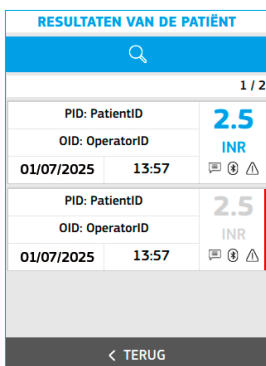 RESULTATEN VAN DE PATIËNT
1 / 2
PID: PatientID
OID: OperatorID
2.5
INR
01/07/2025 13:57
PID: PatientID
OID: OperatorID
2.5
INR
01/07/2025 13:57
< TERUG